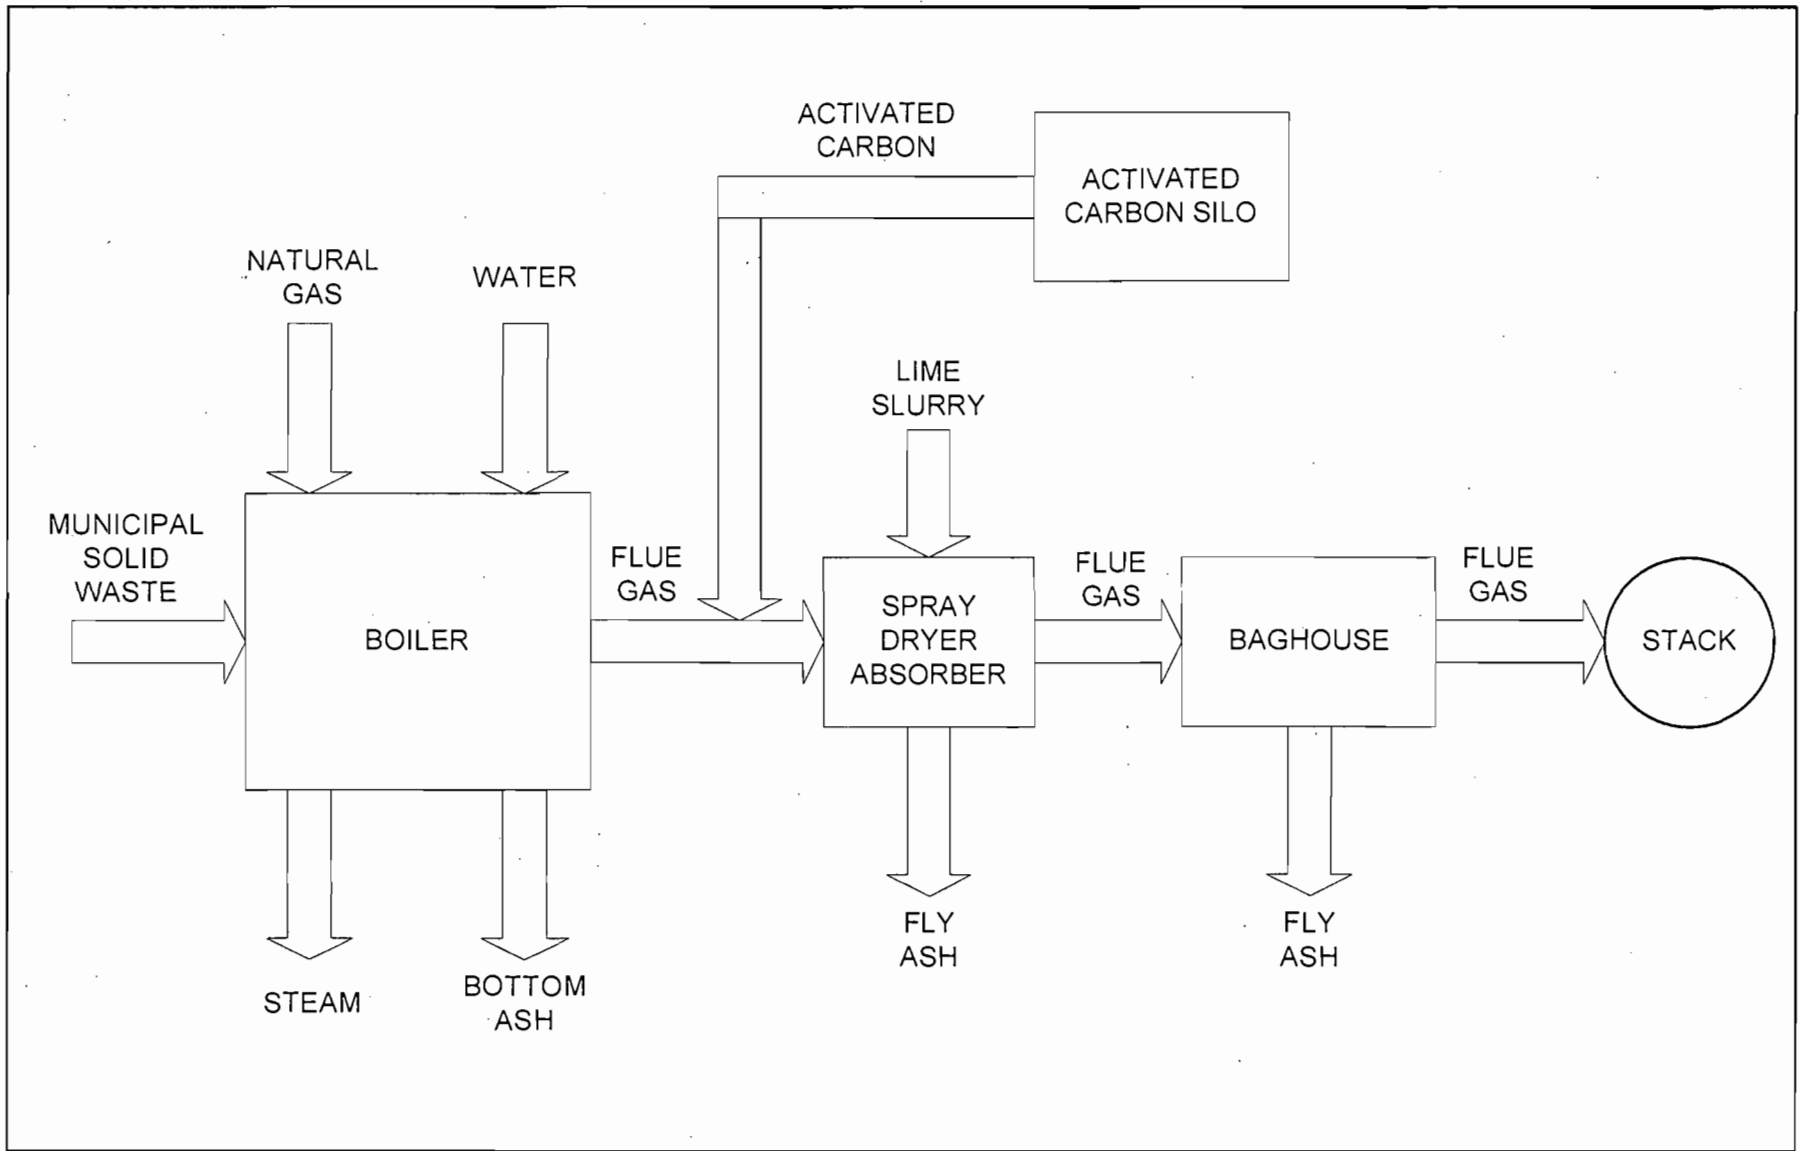 ACTIVATED
CARBON
ACTIVATED
CARBON SILO
NATURAL
GAS
WATER
LIME
SLURRY
MUNICIPAL
SOLID
WASTE
BOILER
FLUE
GAS
SPRAY
DRYER
ABSORBER
FLUE
GAS
BAGHOUSE
FLUE
GAS
STACK
STEAM
BOTTOM
ASH
FLY
ASH
FLY
ASH